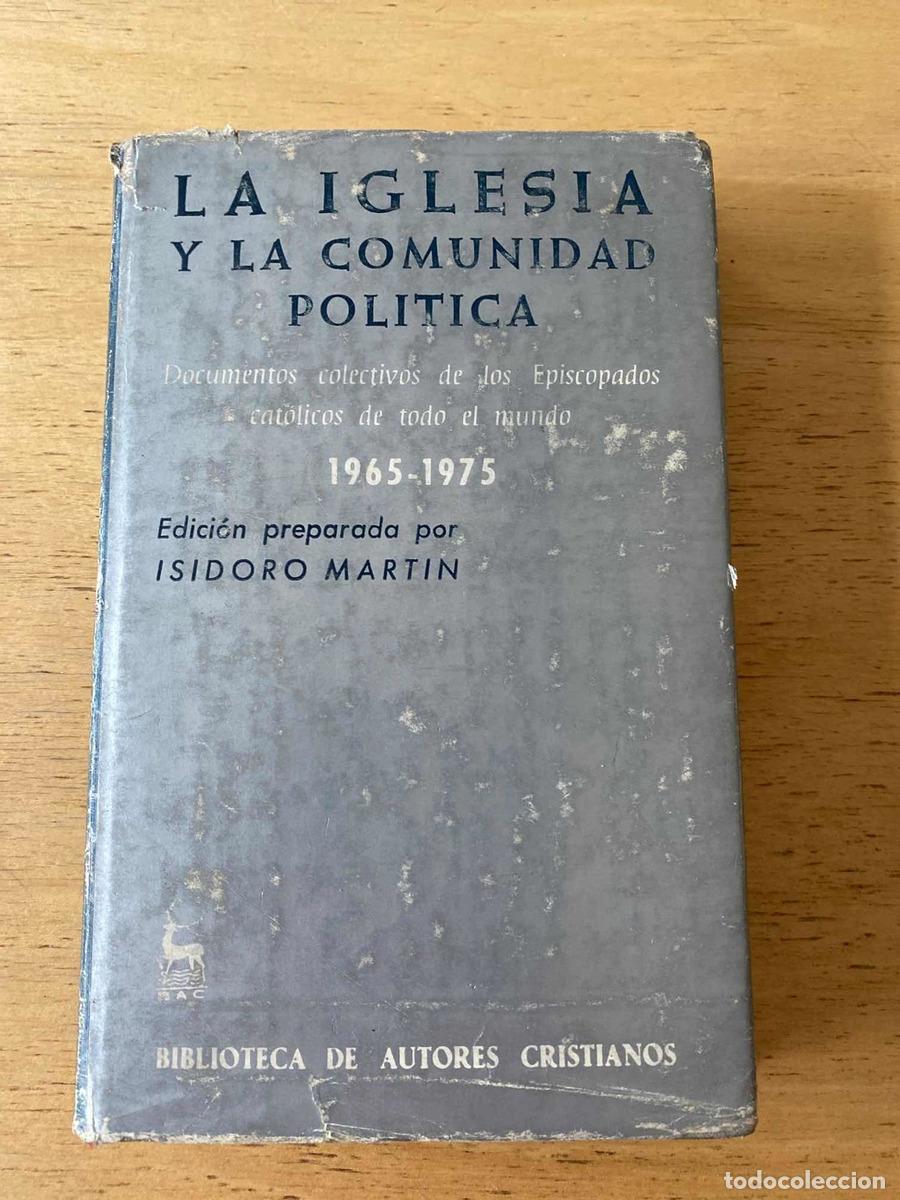 LA IGLESIA
Y LA COMUNIDAD
POLITICA
Documentos colectivos de los Episcopados
católicos de todo el mundo
1965-1975
Edición preparada por
ISIDORO MARTIN
BAC
BIBLIOTECA DE AUTORES CRISTIANOS
todocoleccion